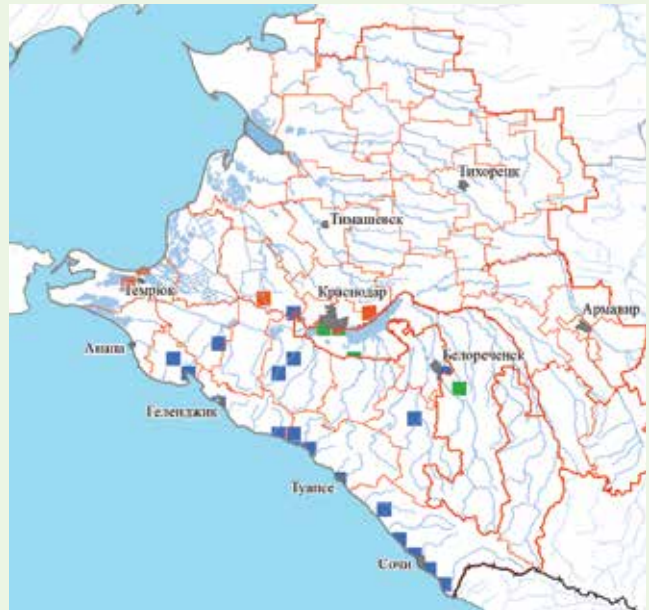 Тихорецк
Тимашевск
Темрюк
Краснодар
Армавир
Анапа
Белореченск
Геленджик
Туапсе
Сочи